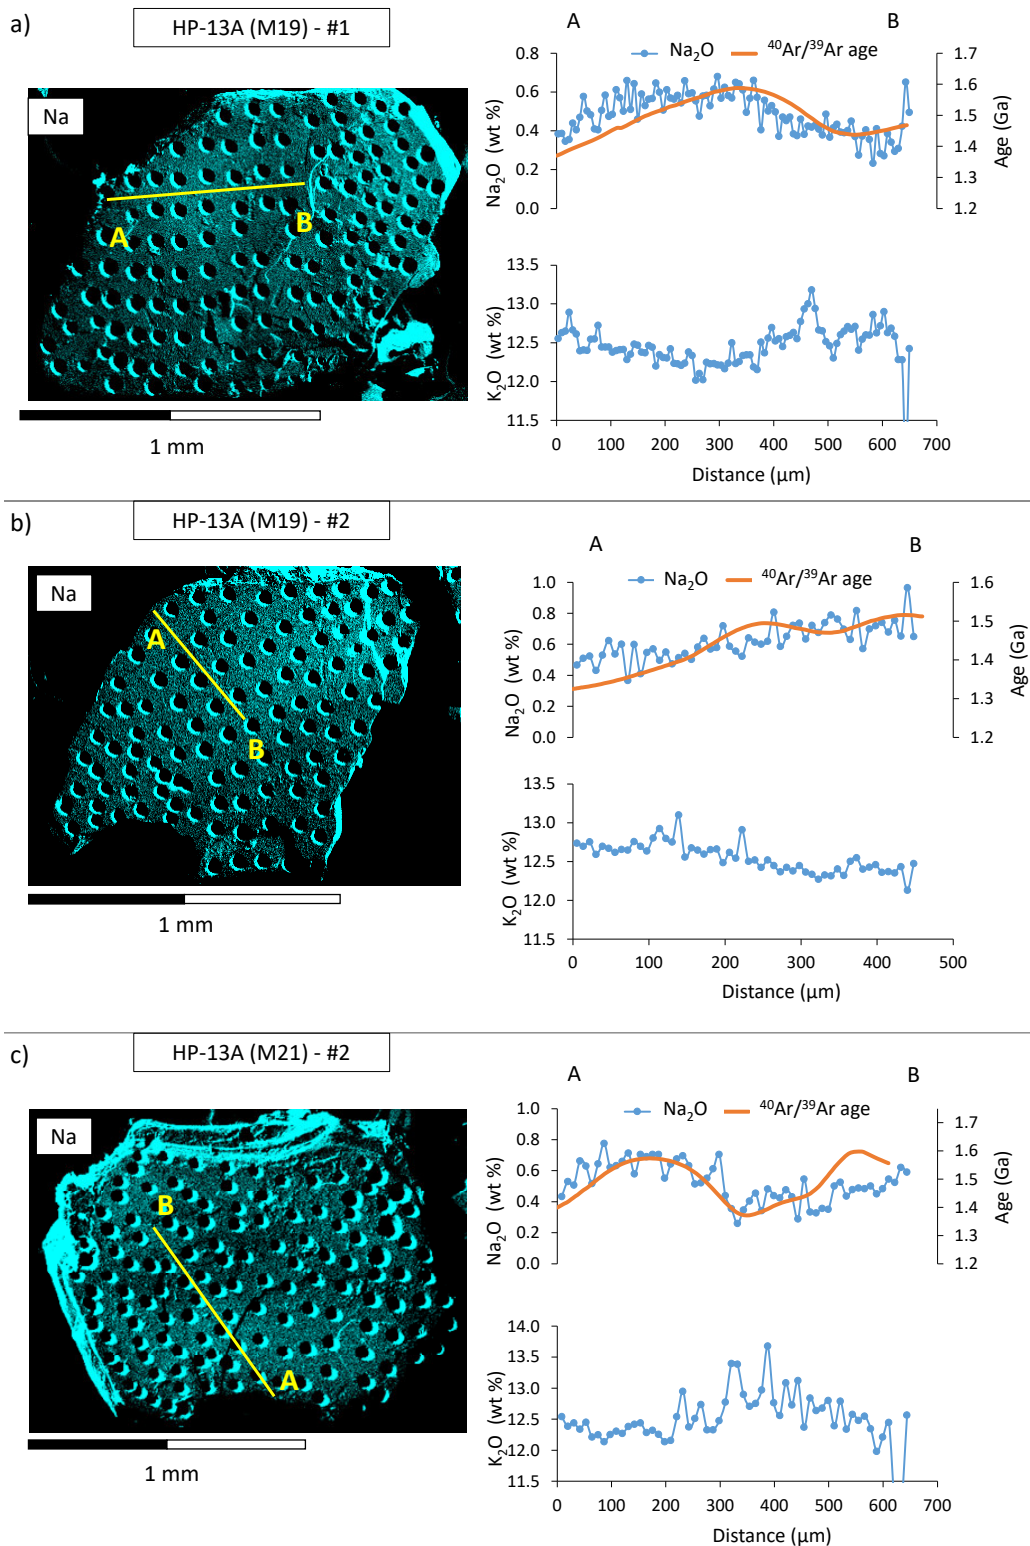 a)
HP-13A (M19) - #1
Na
A
B
1 mm
A B
Na₂O ⁴⁰Ar/³⁹Ar age
0.8
0.6
0.4
0.2
0.0
Na₂O (wt %)
1.7
1.6
1.5
1.4
1.3
1.2
Age (Ga)
13.5
13.0
12.5
12.0
11.5
K₂O (wt %)
0 100 200 300 400 500 600 700
Distance (µm)
b)
HP-13A (M19) - #2
Na
A
B
1 mm
A B
Na₂O ⁴⁰Ar/³⁹Ar age
1.0
0.8
0.6
0.4
0.2
0.0
Na₂O (wt %)
1.6
1.5
1.4
1.3
1.2
Age (Ga)
13.5
13.0
12.5
12.0
11.5
K₂O (wt %)
0 100 200 300 400 500
Distance (µm)
c)
HP-13A (M21) - #2
Na
B
A
1 mm
A B
Na₂O ⁴⁰Ar/³⁹Ar age
1.0
0.8
0.6
0.4
0.2
0.0
Na₂O (wt %)
1.7
1.6
1.5
1.4
1.3
1.2
Age (Ga)
14.0
13.5
13.0
12.5
12.0
11.5
K₂O (wt %)
0 100 200 300 400 500 600 700
Distance (µm)